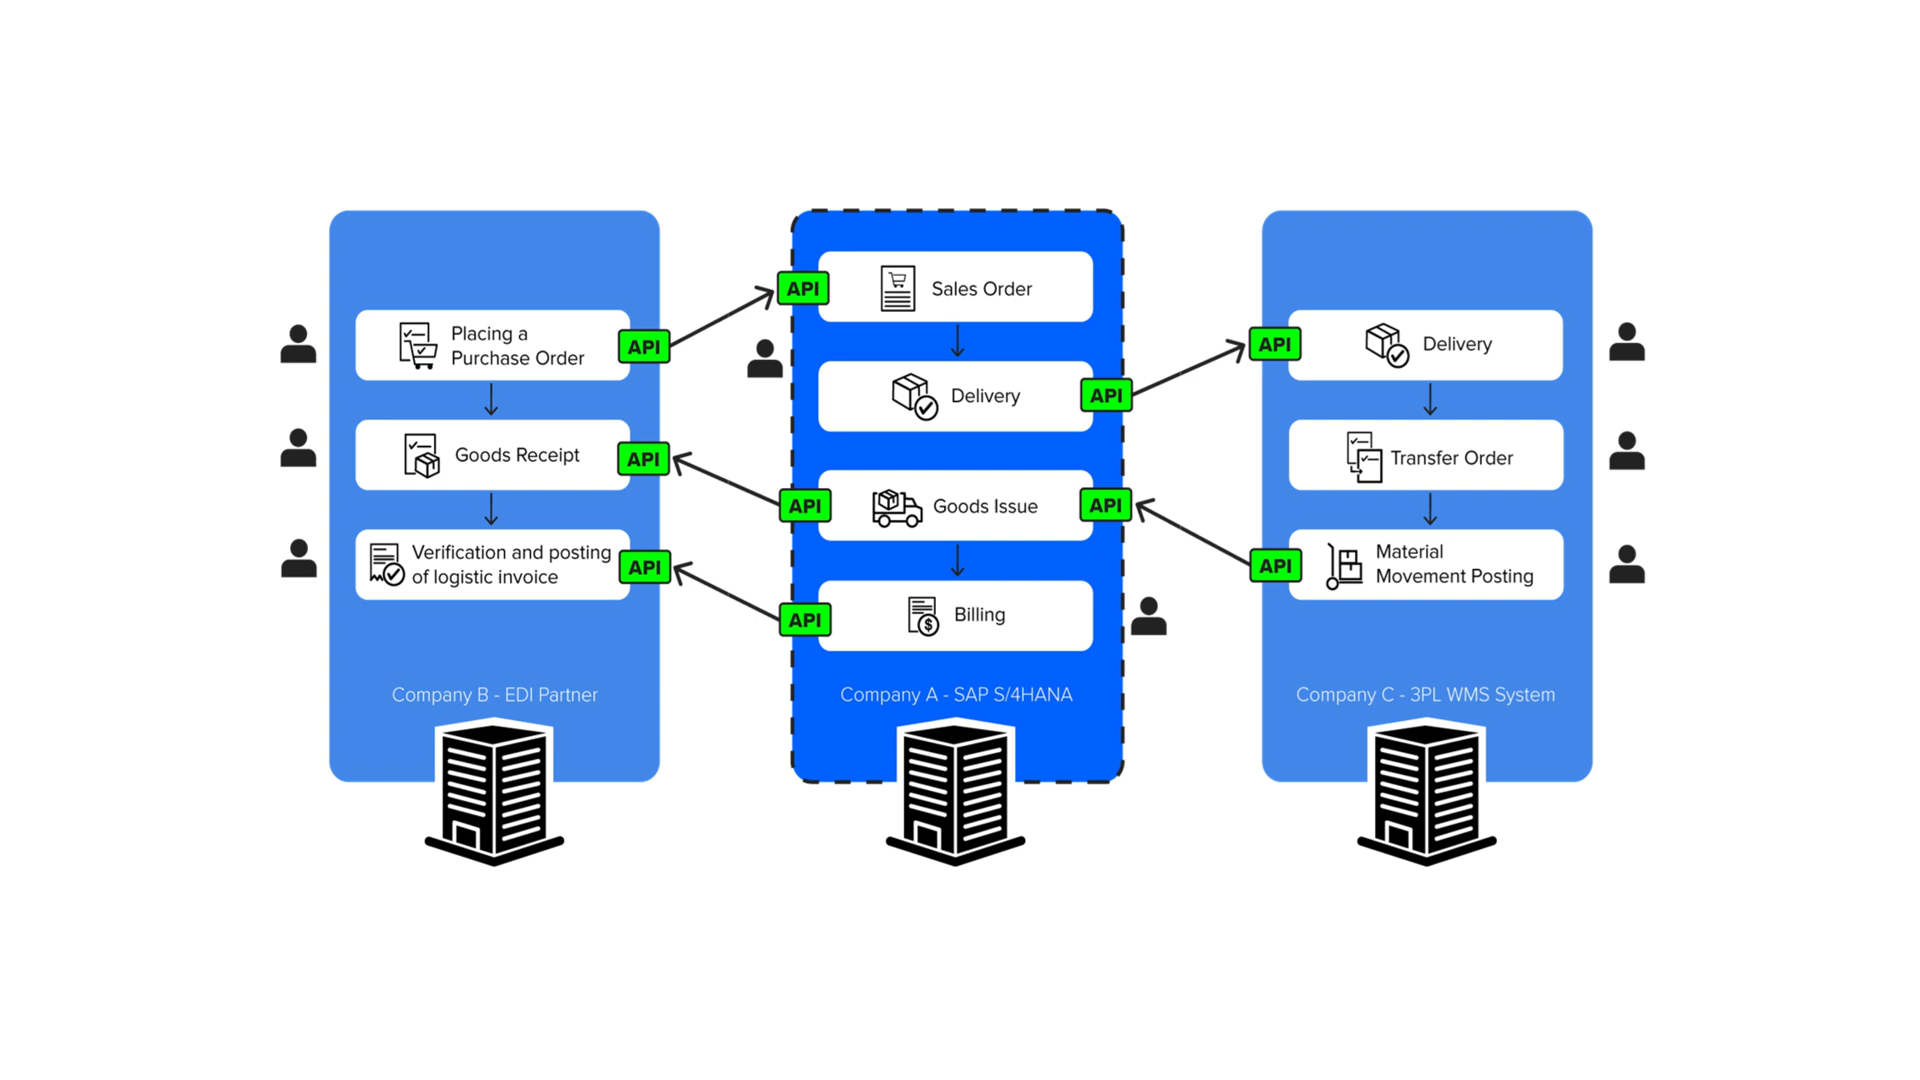 Placing a
Purchase Order
API
Goods Receipt
API
Verification and posting
of logistic invoice
API
Company B - EDI Partner
API
Sales Order
Delivery
API
API
Goods Issue
API
API
Billing
Company A - SAP S/4HANA
API
Delivery
Transfer Order
API
Material
Movement Posting
Company C - 3PL WMS System